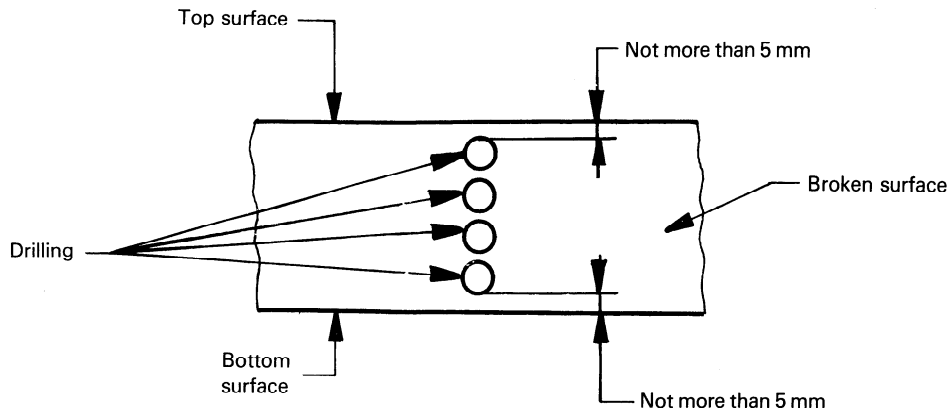 Top surface
Not more than 5 mm
Broken surface
Drilling
Bottom
surface
Not more than 5 mm